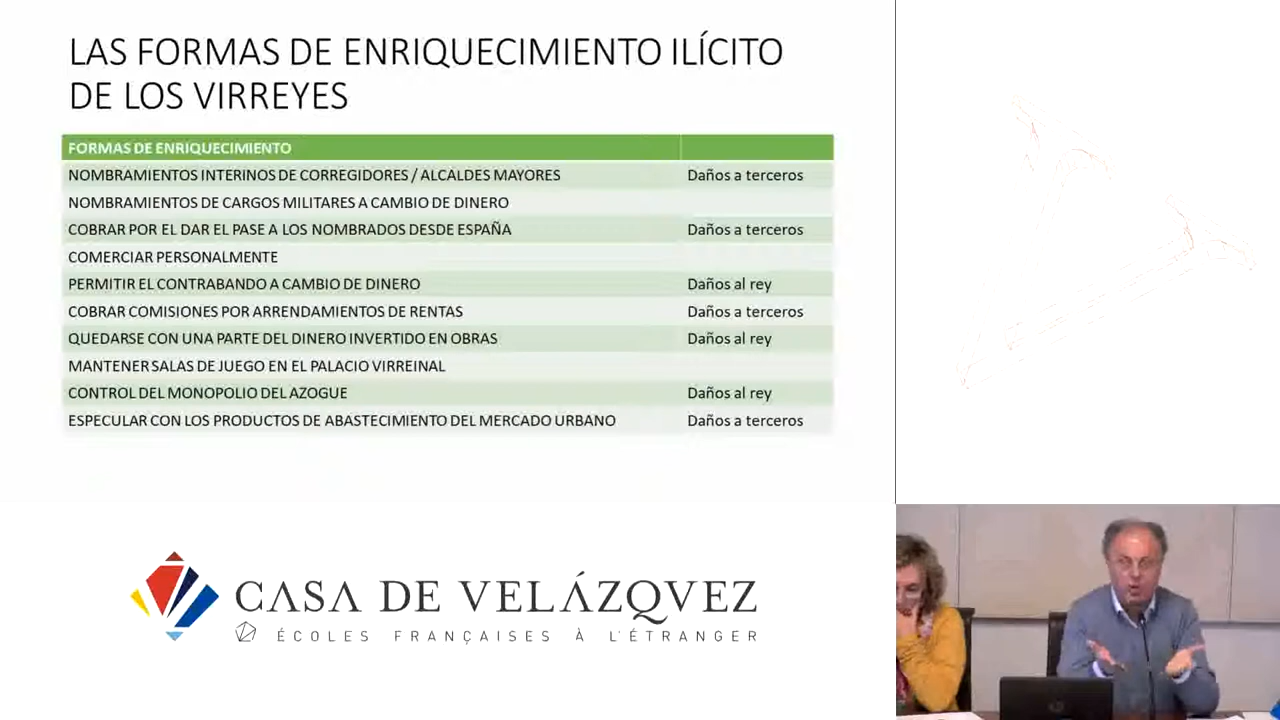 LAS FORMAS DE ENRIQUECIMIENTO ILÍCITO
DE LOS VIRREYES
FORMAS DE ENRIQUECIMIENTO
NOMBRAMIENTOS INTERINOS DE CORREGIDORES / ALCALDES MAYORES Daños a terceros
NOMBRAMIENTOS DE CARGOS MILITARES A CAMBIO DE DINERO
COBRAR POR EL DAR EL PASE A LOS NOMBRADOS DESDE ESPAÑA Daños a terceros
COMERCIAR PERSONALMENTE
PERMITIR EL CONTRABANDO A CAMBIO DE DINERO Daños al rey
COBRAR COMISIONES POR ARRENDAMIENTOS DE RENTAS Daños a terceros
QUEDARSE CON UNA PARTE DEL DINERO INVERTIDO EN OBRAS Daños al rey
MANTENER SALAS DE JUEGO EN EL PALACIO VIRREINAL
CONTROL DEL MONOPOLIO DEL AZOGUE Daños al rey
ESPECULAR CON LOS PRODUCTOS DE ABASTECIMIENTO DEL MERCADO URBANO Daños a terceros
CASA DE VELÁZQVEZ
ÉCOLES FRANÇAISES À L'ÉTRANGER